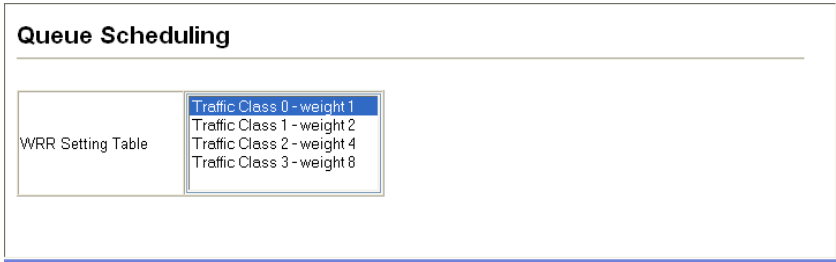 Queue Scheduling
WRR Setting Table
Traffic Class 0 - weight 1
Traffic Class 1 - weight 2
Traffic Class 2 - weight 4
Traffic Class 3 - weight 8